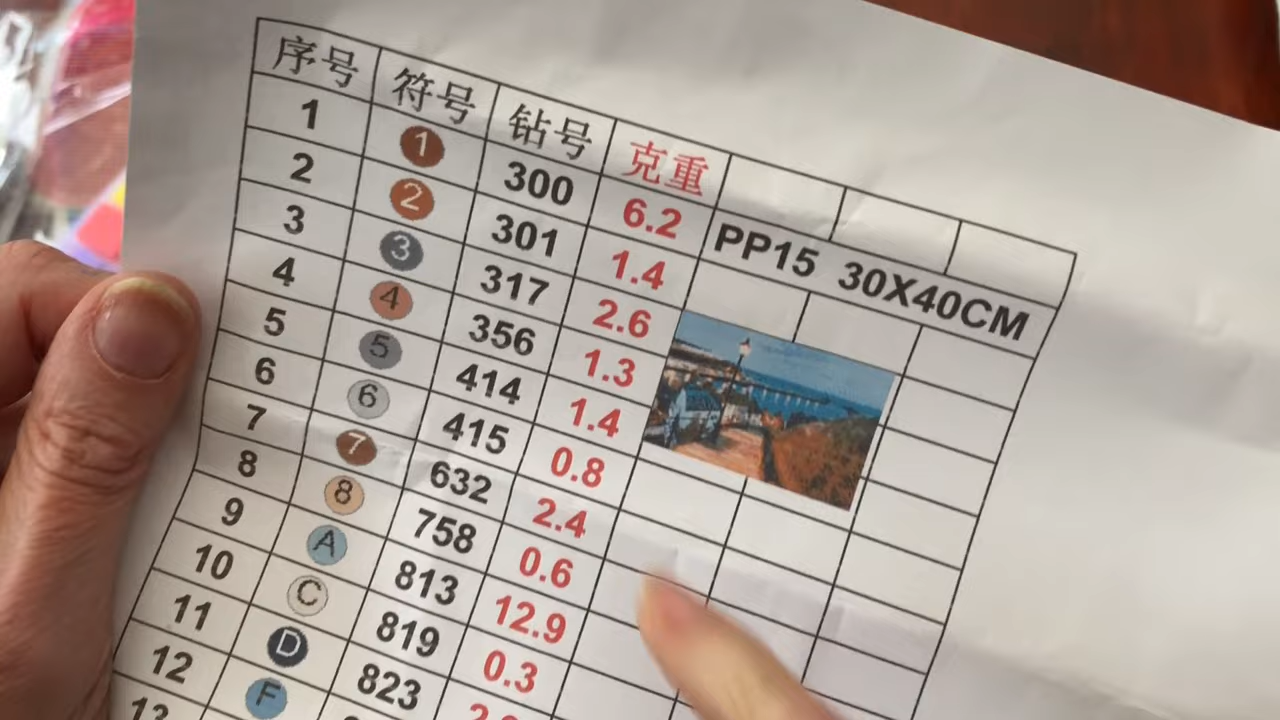 序号 符号 钻号 克重
1 1 300 6.2 PP15 30X40CM
2 2 301 1.4
3 3 317 2.6
4 4 356 1.3
5 5 414 1.4
6 6 415 0.8
7 7 632 2.4
8 8 758 0.6
9 A 813 12.9
10 C 819 0.3
11 D 823
12 F
13